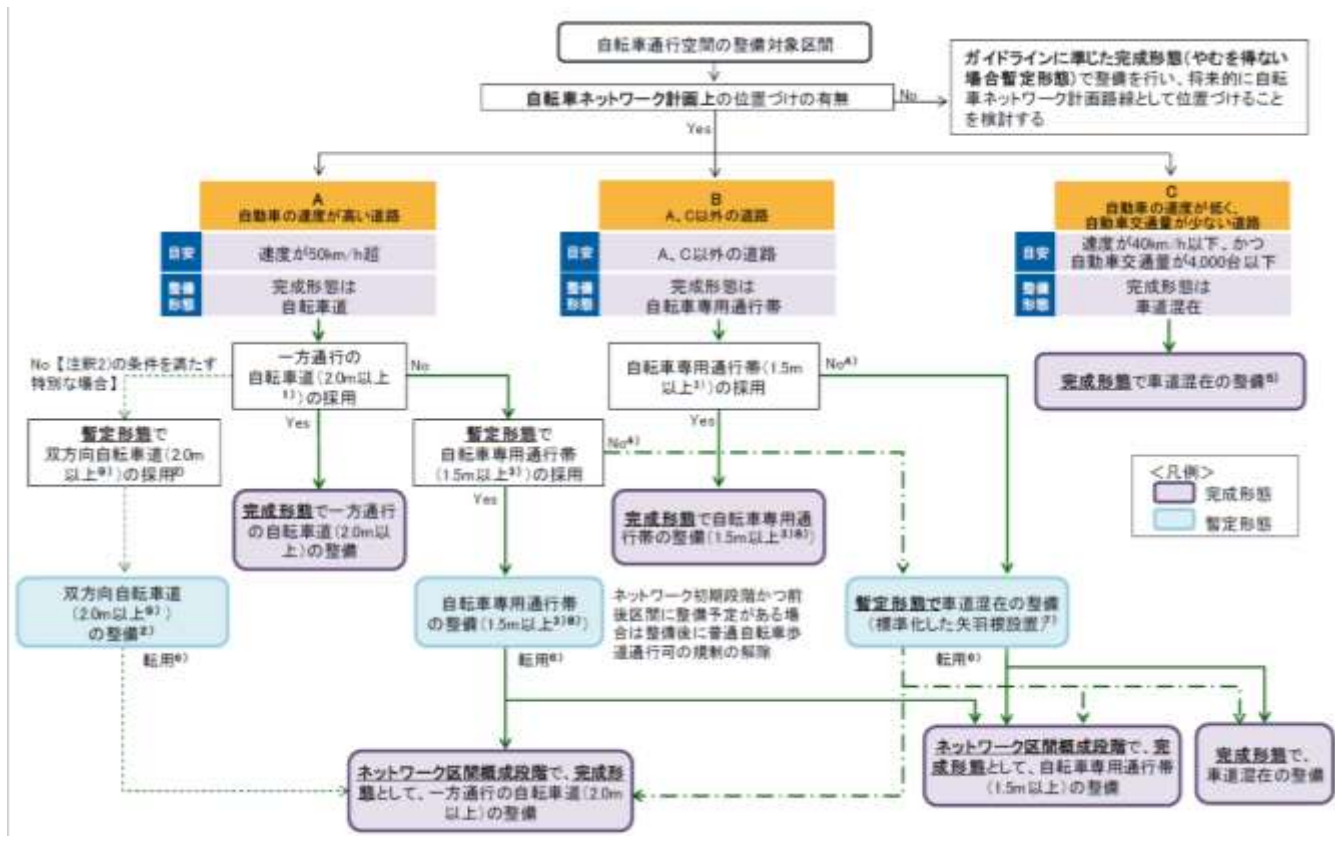 自転車通行空間の整備対象区間
ガイドラインに準じた完成形態(やむを得ない
場合暫定形態)で整備を行い、将来的に自転
車ネットワーク計画路線として位置づけること
を検討する
自転車ネットワーク計画上の位置づけの有無
No
Yes
A
自動車の速度が高い道路
目安
速度が50km/h超
整備
形態
完成形態は
自転車道
B
A、C以外の道路
目安
A、C以外の道路
整備
形態
完成形態は
自転車専用通行帯
C
自動車の速度が低く、
自動車交通量が少ない道路
目安
速度が40km/h以下、かつ
自動車交通量が4,000台以下
整備
形態
完成形態は
車道混在
No【注釈2)の条件を満たす
特別な場合】
一方通行の
自転車道(2.0m以上
1))の採用
No
Yes
自転車専用通行帯(1.5m
以上3))の採用
No4)
Yes
完成形態で車道混在の整備5)
暫定形態で
双方向自転車道(2.0m
以上9))の採用2)
暫定形態で
自転車専用通行帯
(1.5m以上3))の採用
No4)
Yes
完成形態で一方通行
の自転車道(2.0m以
上)の整備
完成形態で自転車専用通
行帯の整備(1.5m以上3)8))
<凡例>
完成形態
暫定形態
双方向自転車道
(2.0m以上9))
の整備2)
転用6)
自転車専用通行帯
の整備(1.5m以上3)8))
転用6)
ネットワーク初期段階かつ前
後区間に整備予定がある場
合は整備後に普通自転車歩
道通行可の規制の解除
暫定形態で車道混在の整備
(標準化した矢羽根設置)7)
転用6)
ネットワーク区間概成段階で、完成形
態として、一方通行の自転車道(2.0m
以上)の整備
ネットワーク区間概成段階で、完
成形態として、自転車専用通行帯
(1.5m以上)の整備
完成形態で、
車道混在の整備